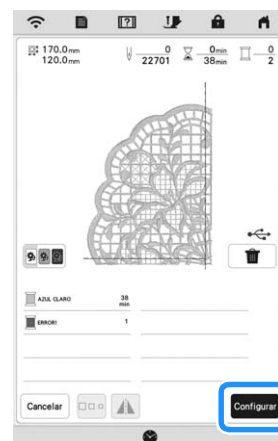 170.0mm
120.0mm
0
22701
0min
38min
0
2
AZUL CLARO
38
min
ERROR!
1
Cancelar
Configurar